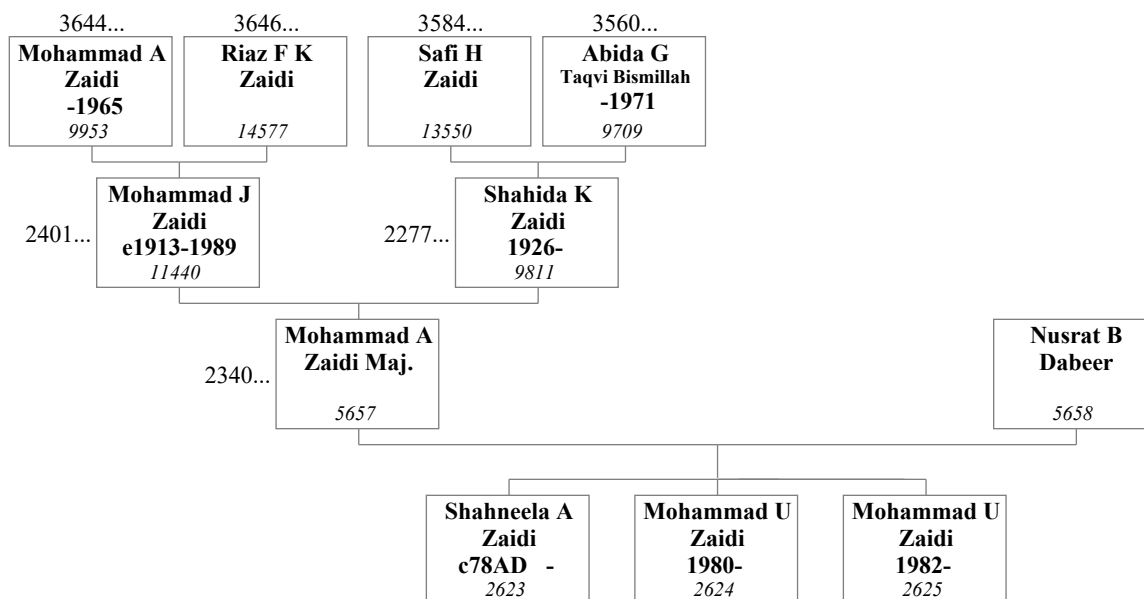 3644...
3646...
3584...
3560...
Mohammad A
Zaidi
-1965
9953
Riaz F K
Zaidi
14577
Safi H
Zaidi
13550
Abida G
Taqvi Bismillah
-1971
9709
2401...
Mohammad J
Zaidi
e1913-1989
11440
2277...
Shahida K
Zaidi
1926-
9811
2340...
Mohammad A
Zaidi Maj.
5657
Nusrat B
Dabeer
5658
Shahneela A
Zaidi
c78AD -
2623
Mohammad U
Zaidi
1980-
2624
Mohammad U
Zaidi
1982-
2625